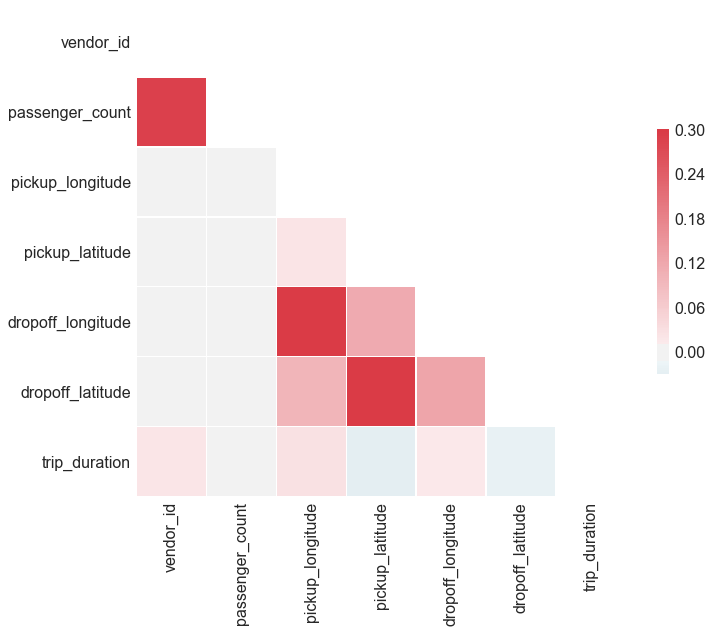 vendor_id
passenger_count
pickup_longitude
pickup_latitude
dropoff_longitude
dropoff_latitude
trip_duration
vendor_id
passenger_count
pickup_longitude
pickup_latitude
dropoff_longitude
dropoff_latitude
trip_duration
0.30
0.24
0.18
0.12
0.06
0.00